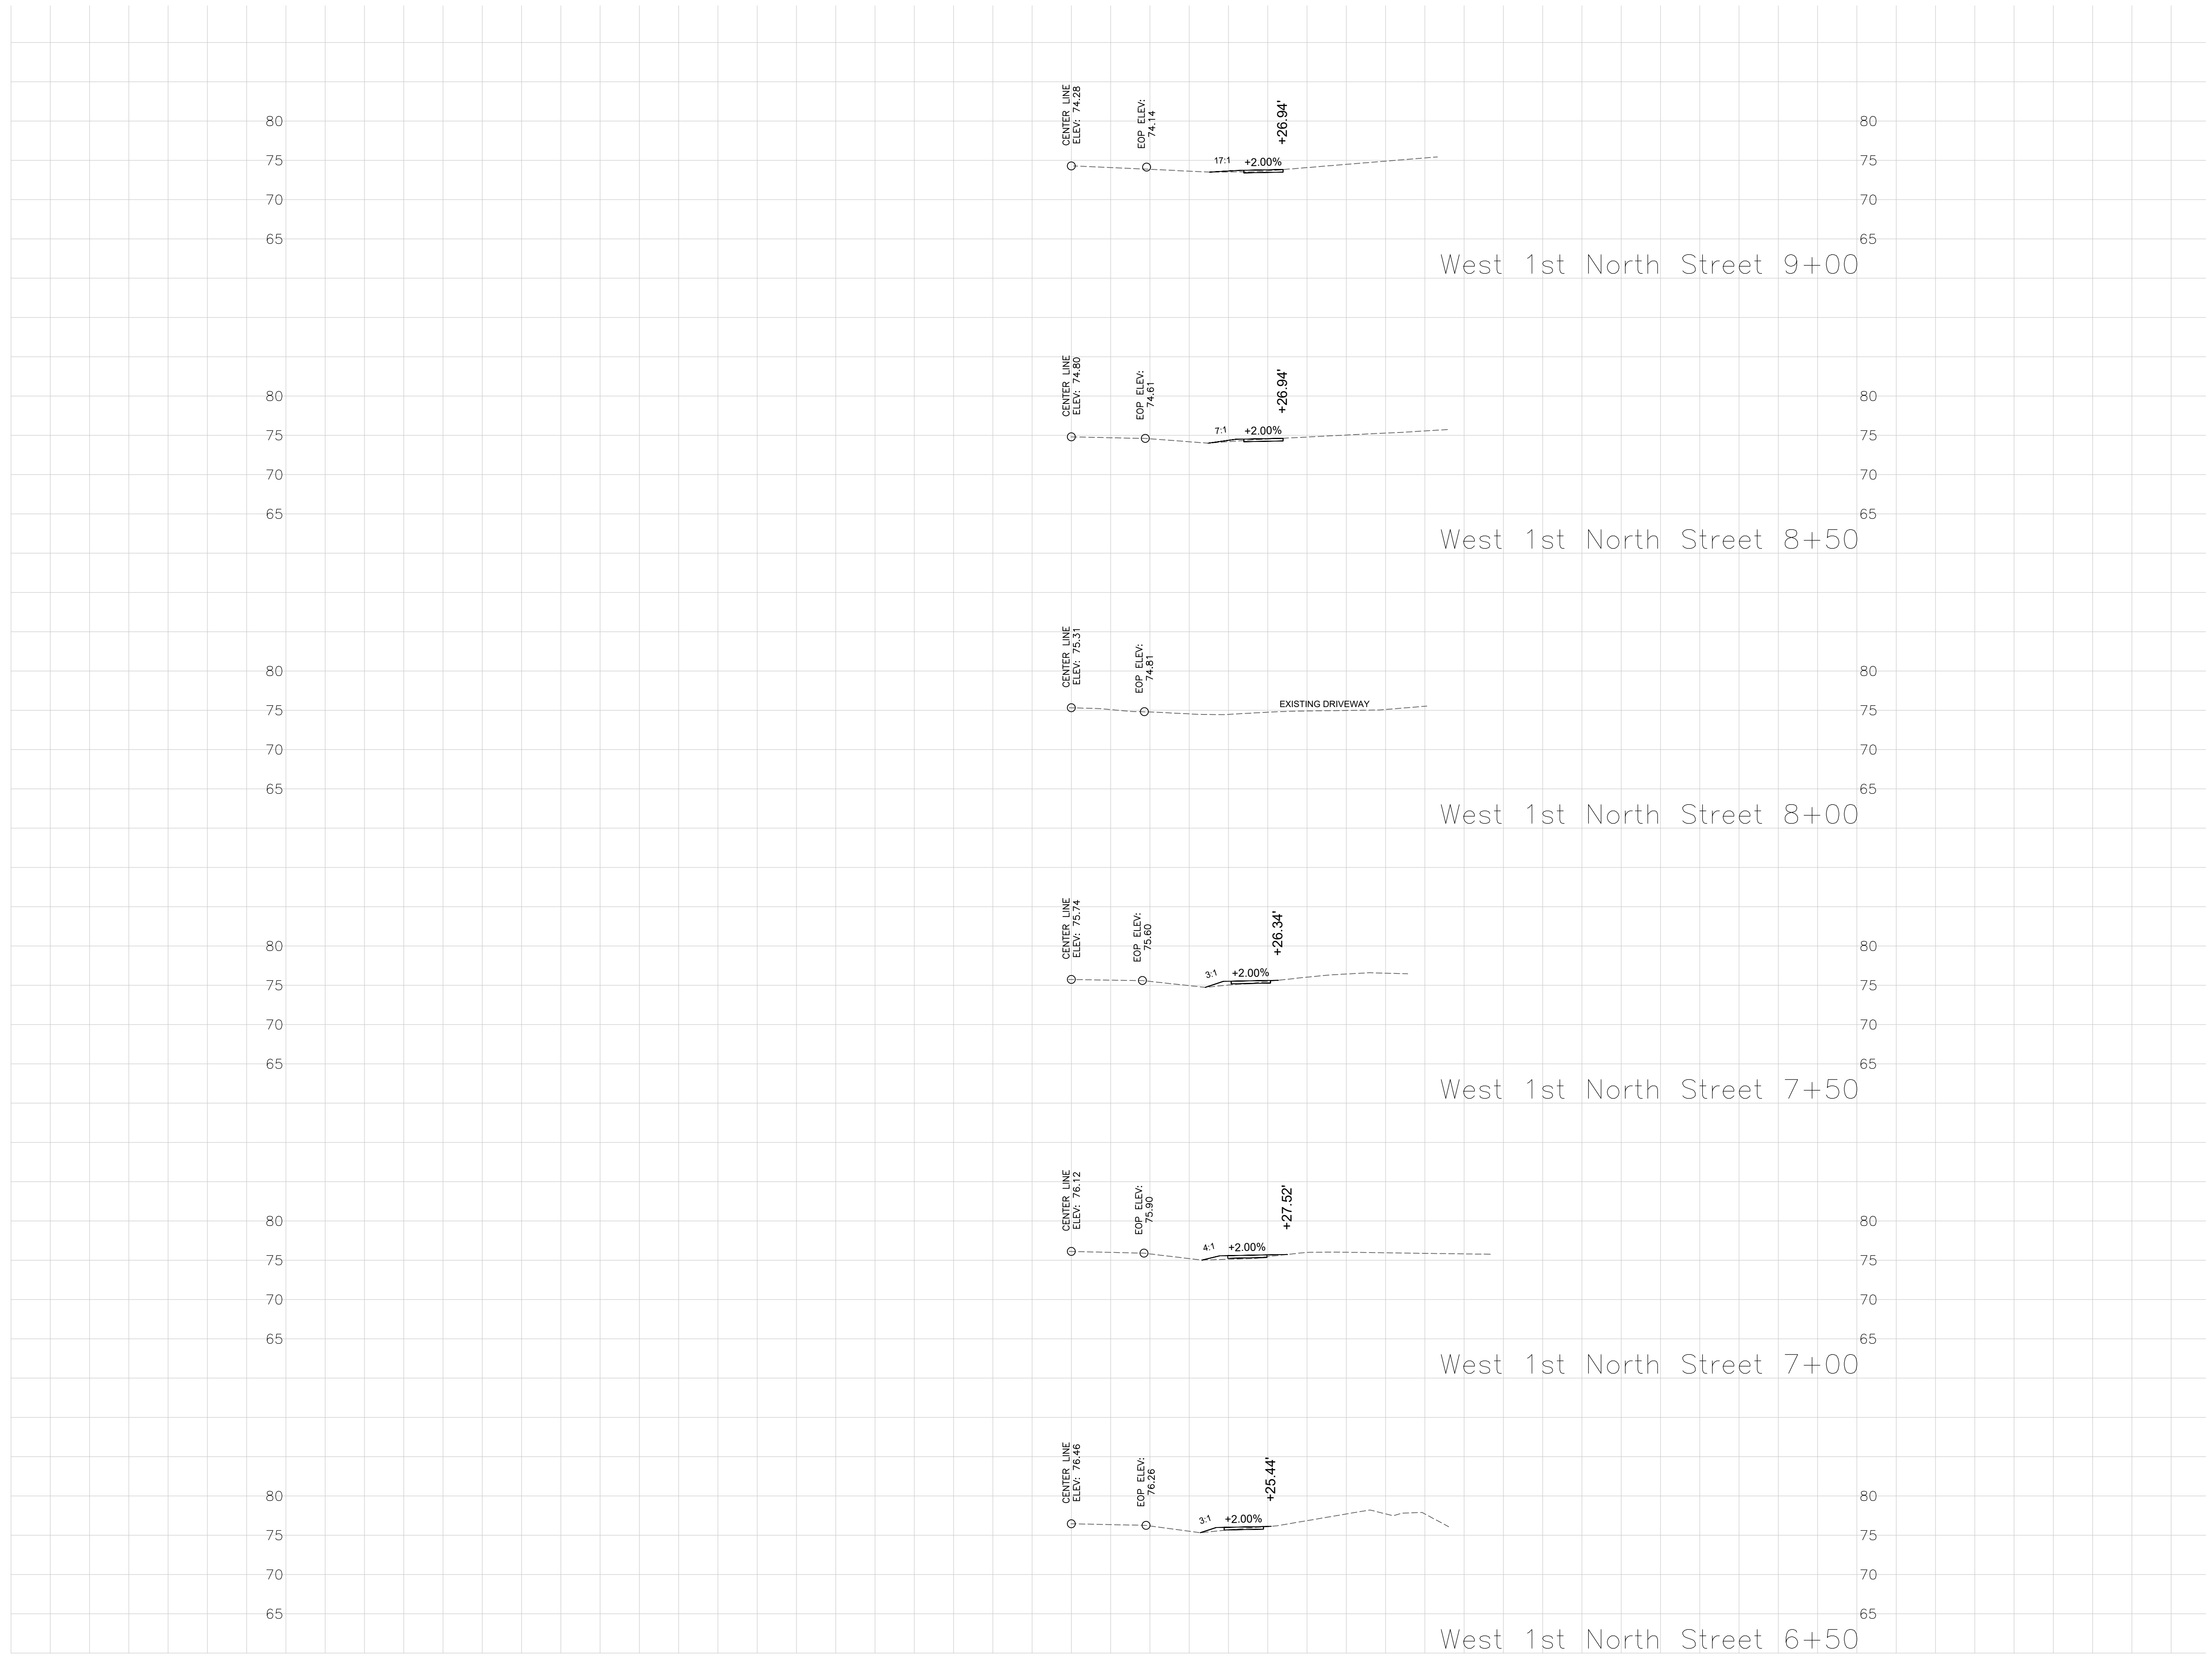 CENTER LINE
ELEV: 74.28
EOP ELEV:
74.14
+26.94'
80
80
17:1
+2.00%
75
75
70
70
65
65
West 1st North Street 9+00
CENTER LINE
ELEV: 74.80
EOP ELEV:
74.61
+26.94'
80
80
7:1
+2.00%
75
75
70
70
65
65
West 1st North Street 8+50
CENTER LINE
ELEV: 75.31
EOP ELEV:
74.81
80
80
EXISTING DRIVEWAY
75
75
70
70
65
65
West 1st North Street 8+00
CENTER LINE
ELEV: 75.74
EOP ELEV:
75.60
+26.34'
80
80
3:1
+2.00%
75
75
70
70
65
65
West 1st North Street 7+50
CENTER LINE
ELEV: 76.12
EOP ELEV:
75.90
+27.52'
80
80
4:1
+2.00%
75
75
70
70
65
65
West 1st North Street 7+00
CENTER LINE
ELEV: 76.46
EOP ELEV:
76.26
+25.44'
80
80
3:1
+2.00%
75
75
70
70
65
65
West 1st North Street 6+50